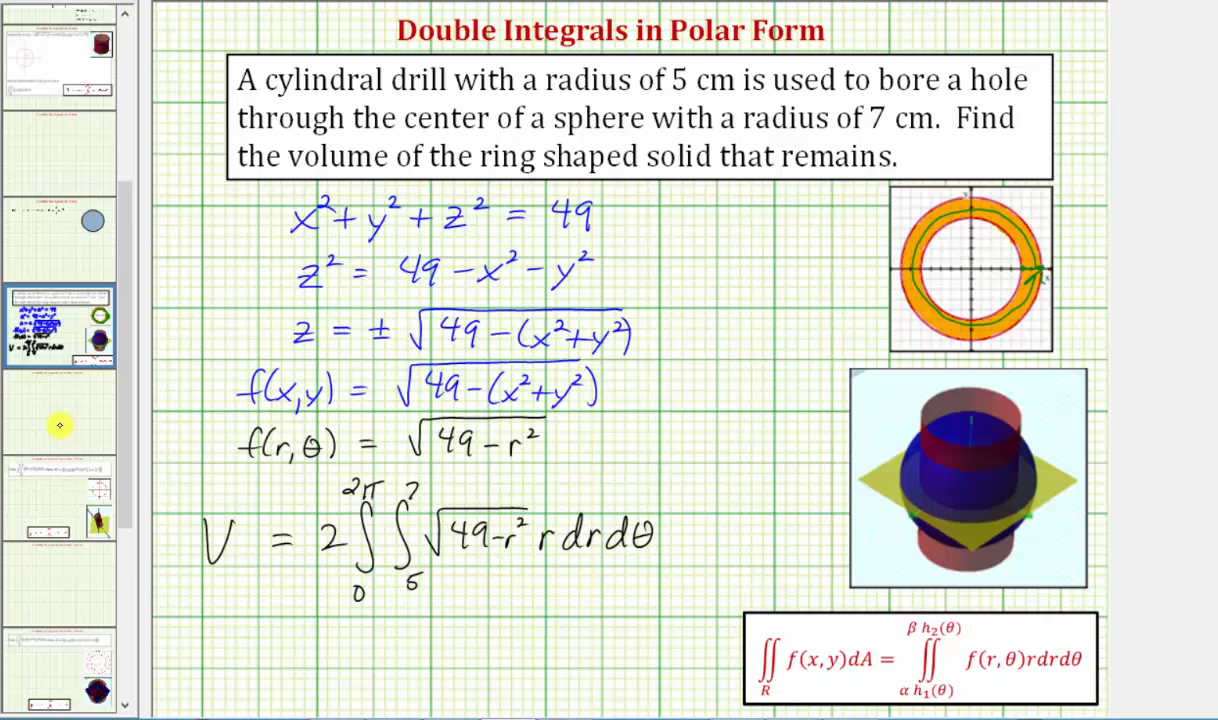 Double Integrals in Polar Form
A cylindral drill with a radius of 5 cm is used to bore a hole
through the center of a sphere with a radius of 7 cm.  Find
the volume of the ring shaped solid that remains.
x² + y² + z² = 49
z² = 49 - x² - y²
z = ± √(49 - (x² + y²))
f(x, y) = √(49 - (x² + y²))
f(r, θ) = √(49 - r²)
V = 2 ∫₀^2π ∫₅^7 √(49 - r²) r dr dθ
∬_R f(x, y)dA = ∫_α^β ∫_h₁(θ)^h₂(θ) f(r, θ)rdrdθ